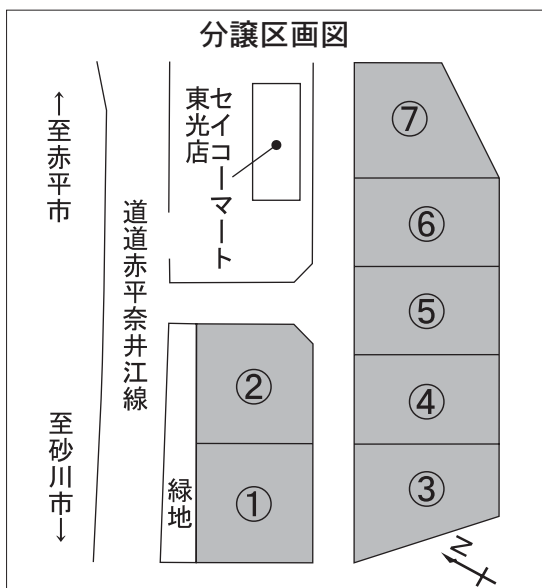 分譲区画図
←至赤平市
道道赤平奈井江線
至砂川市→
セイコーマート
東光店
緑地
①
②
③
④
⑤
⑥
⑦
N